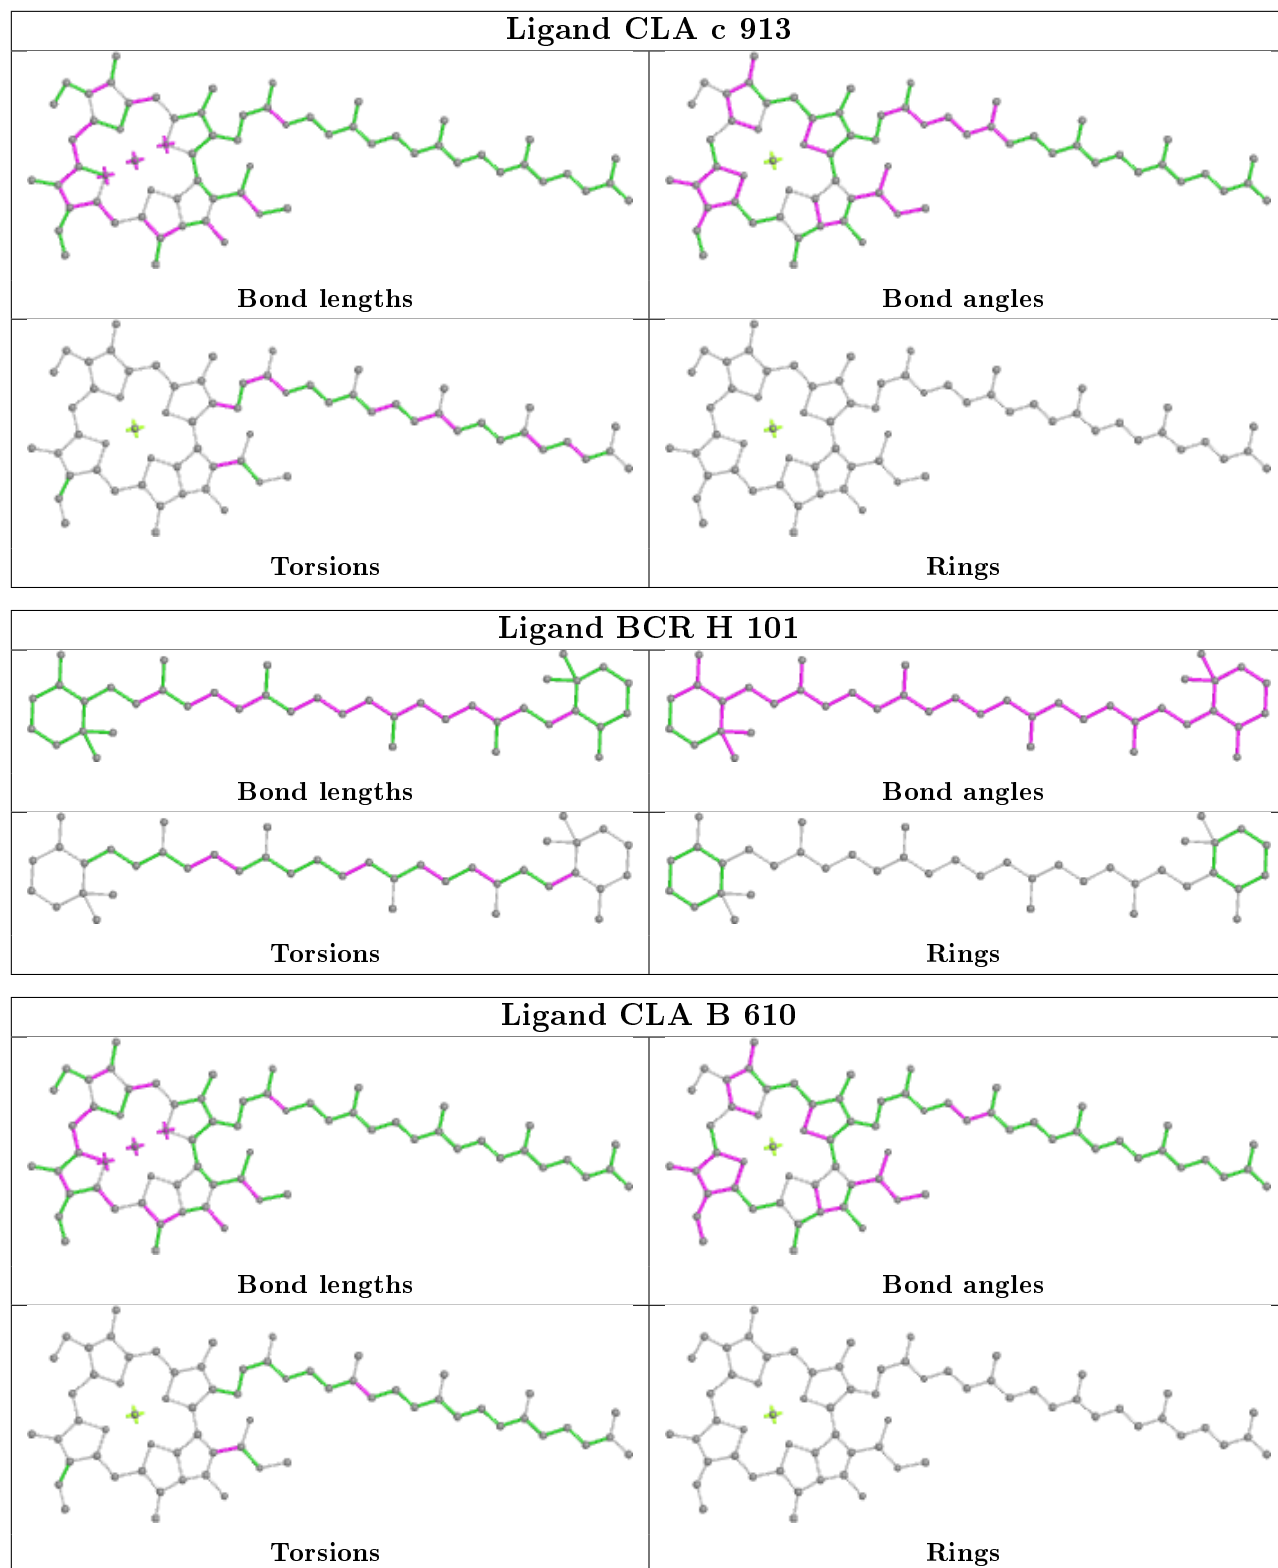 Ligand CLA c 913
Bond lengths
Bond angles
Torsions
Rings
Ligand BCR H 101
Bond lengths
Bond angles
Torsions
Rings
Ligand CLA B 610
Bond lengths
Bond angles
Torsions
Rings